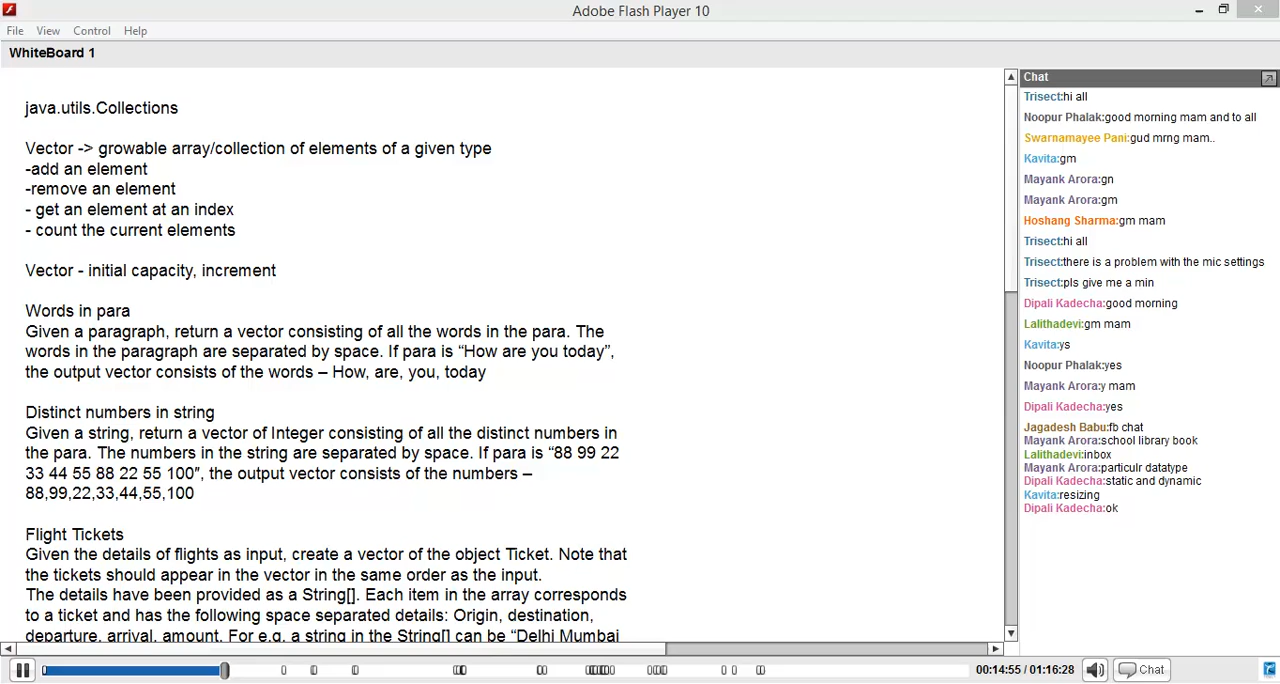 Adobe Flash Player 10
File View Control Help
WhiteBoard 1
java.utils.Collections
Vector -> growable array/collection of elements of a given type
-add an element
-remove an element
- get an element at an index
- count the current elements
Vector - initial capacity, increment
Words in para
Given a paragraph, return a vector consisting of all the words in the para. The
words in the paragraph are separated by space. If para is “How are you today”,
the output vector consists of the words – How, are, you, today
Distinct numbers in string
Given a string, return a vector of Integer consisting of all the distinct numbers in
the para. The numbers in the string are separated by space. If para is “88 99 22
33 44 55 88 22 55 100″, the output vector consists of the numbers –
88,99,22,33,44,55,100
Flight Tickets
Given the details of flights as input, create a vector of the object Ticket. Note that
the tickets should appear in the vector in the same order as the input.
The details have been provided as a String[]. Each item in the array corresponds
to a ticket and has the following space separated details: Origin, destination,
departure, arrival, amount. For e.g. a string in the String[] can be “Delhi Mumbai
Chat
Trisect:hi all
Noopur Phalak:good morning mam and to all
Swarnamayee Pani:gud mrng mam..
Kavita:gm
Mayank Arora:gn
Mayank Arora:gm
Hoshang Sharma:gm mam
Trisect:hi all
Trisect:there is a problem with the mic settings
Trisect:pls give me a min
Dipali Kadecha:good morning
Lalithadevi:gm mam
Kavita:ys
Noopur Phalak:yes
Mayank Arora:y mam
Dipali Kadecha:yes
Jagadesh Babu:fb chat
Mayank Arora:school library book
Lalithadevi:inbox
Mayank Arora:particulr datatype
Dipali Kadecha:static and dynamic
Kavita:resizing
Dipali Kadecha:ok
00:14:55 / 01:16:28
Chat